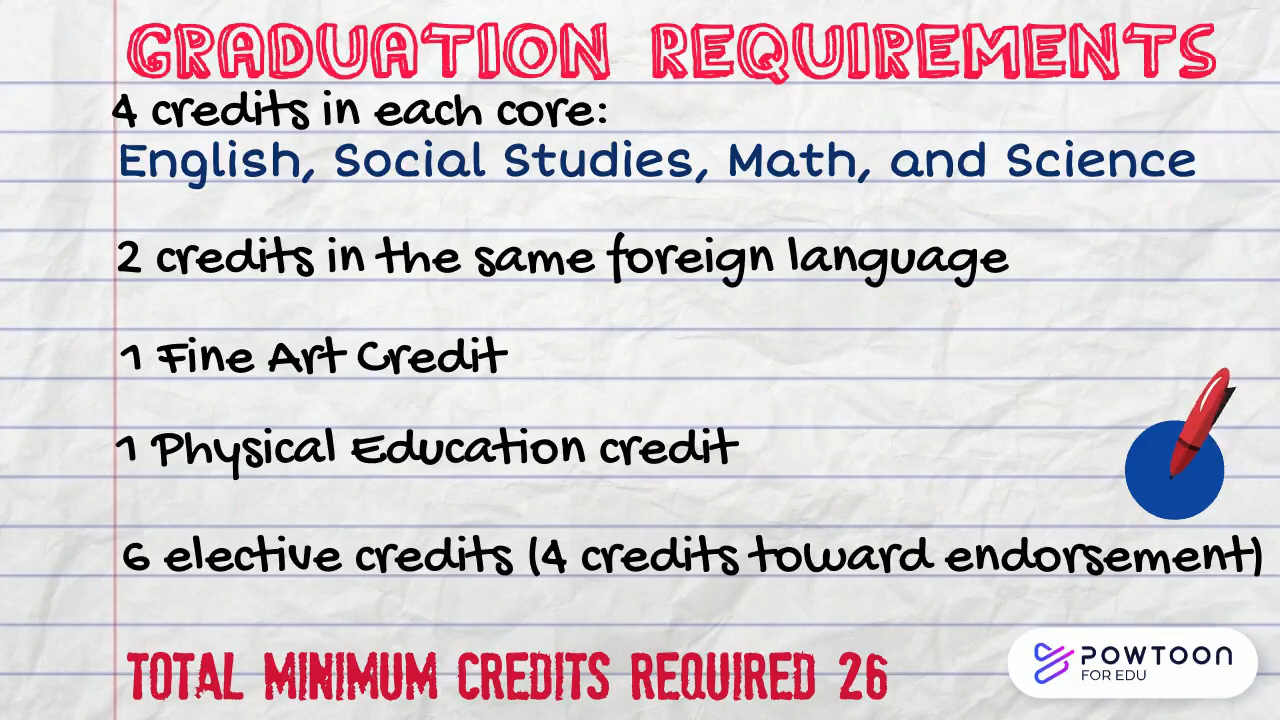 GRADUATION REQUIREMENTS
4 credits in each core:
English, Social Studies, Math, and Science
2 credits in the same foreign language
1 Fine Art Credit
1 Physical Education credit
6 elective credits (4 credits toward endorsement)
TOTAL MINIMUM CREDITS REQUIRED 26
POWTOON
FOR EDU